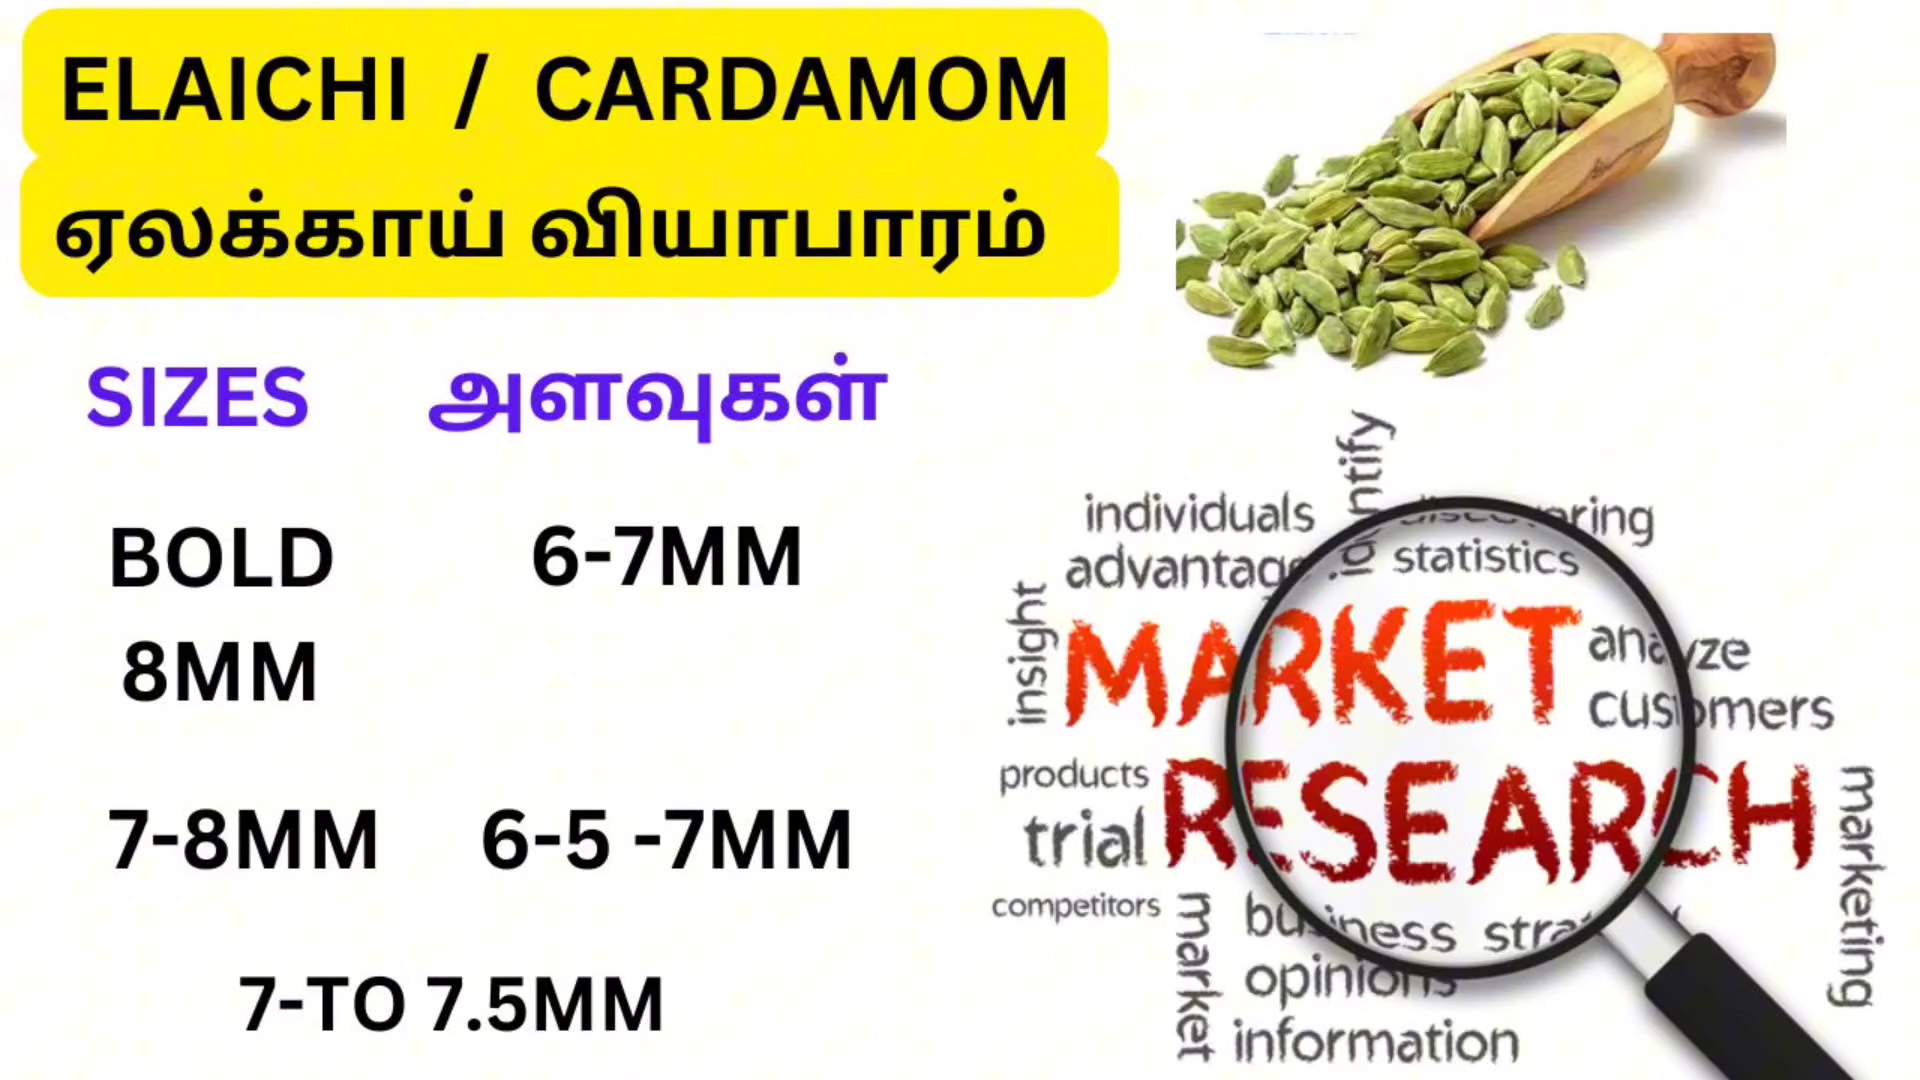 ELAICHI / CARDAMOM
ஏலக்காய் வியாபாரம்
SIZES அளவுகள்
BOLD 6-7MM
8MM
7-8MM 6-5 -7MM
7-TO 7.5MM
individuals
advantage
statistics
insight
MARKET
analyze
customers
products
RESEARCH
trial
competitors
market
business
opinions
information
marketing